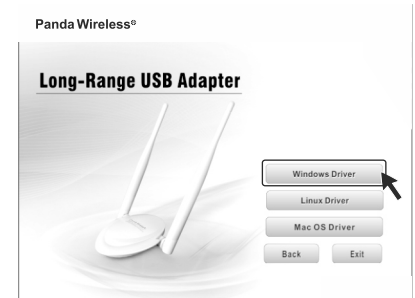 Panda Wireless®
Long-Range USB Adapter
Windows Driver
Linux Driver
Mac OS Driver
Back Exit